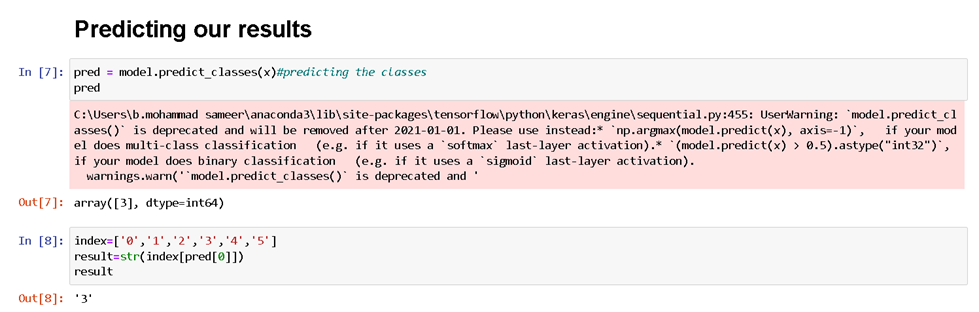 Predicting our results
In [7]: pred = model.predict_classes(x)#predicting the classes
pred
C:\Users\b.mohammad sameer\anaconda3\lib\site-packages\tensorflow\python\keras\engine\sequential.py:455: UserWarning: `model.predict_cl
asses()` is deprecated and will be removed after 2021-01-01. Please use instead:* `np.argmax(model.predict(x), axis=-1)`,   if your mod
el does multi-class classification   (e.g. if it uses a `softmax` last-layer activation).* `(model.predict(x) > 0.5).astype("int32")`,
if your model does binary classification   (e.g. if it uses a `sigmoid` last-layer activation).
  warnings.warn('`model.predict_classes()` is deprecated and '
Out[7]: array([3], dtype=int64)
In [8]: index=['0','1','2','3','4','5']
result=str(index[pred[0]])
result
Out[8]: '3'